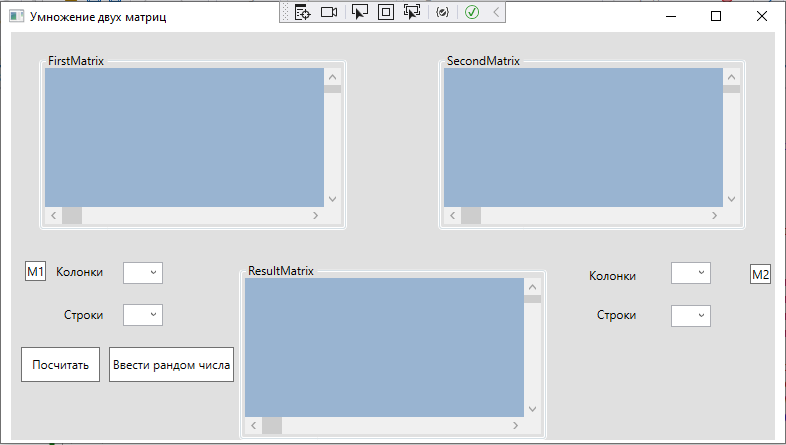 Умножение двух матриц
FirstMatrix
SecondMatrix
M1 Колонки
ResultMatrix
Колонки M2
Строки
Строки
Посчитать
Ввести рандом числа